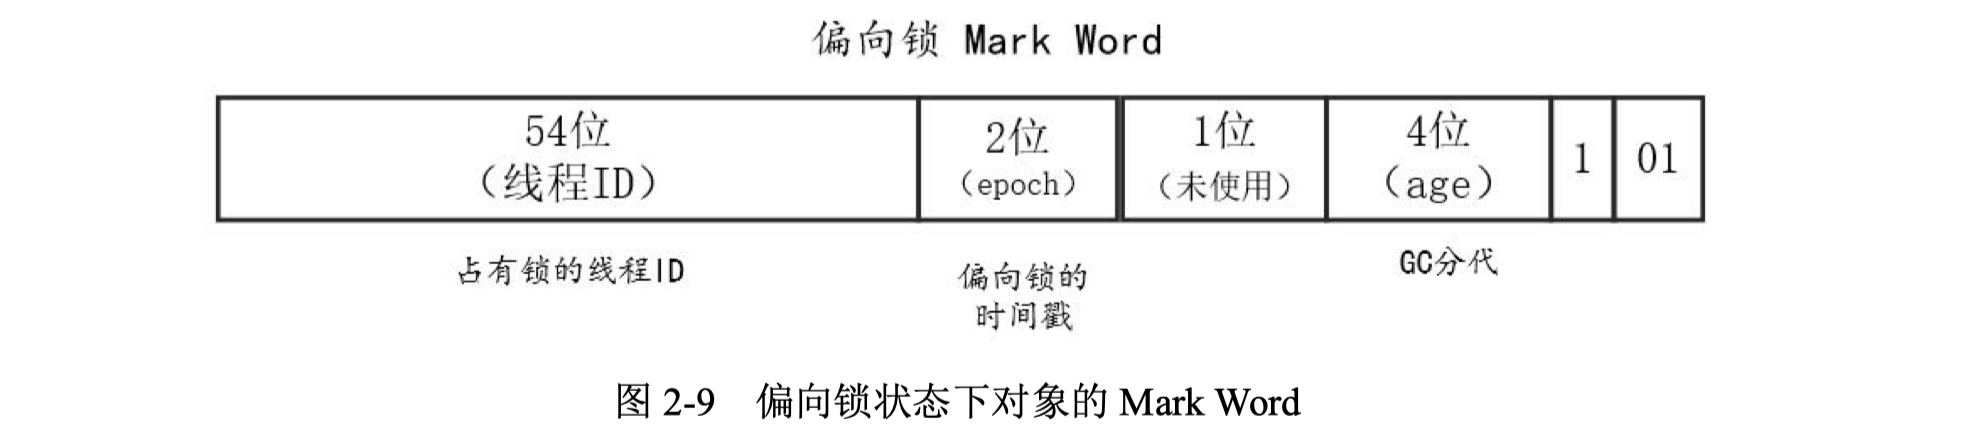 偏向锁 Mark Word
54位
（线程ID）
2位
（epoch）
1位
（未使用）
4位
（age）
1
01
占有锁的线程ID
偏向锁的
时间戳
GC分代
图 2-9 偏向锁状态下对象的 Mark Word